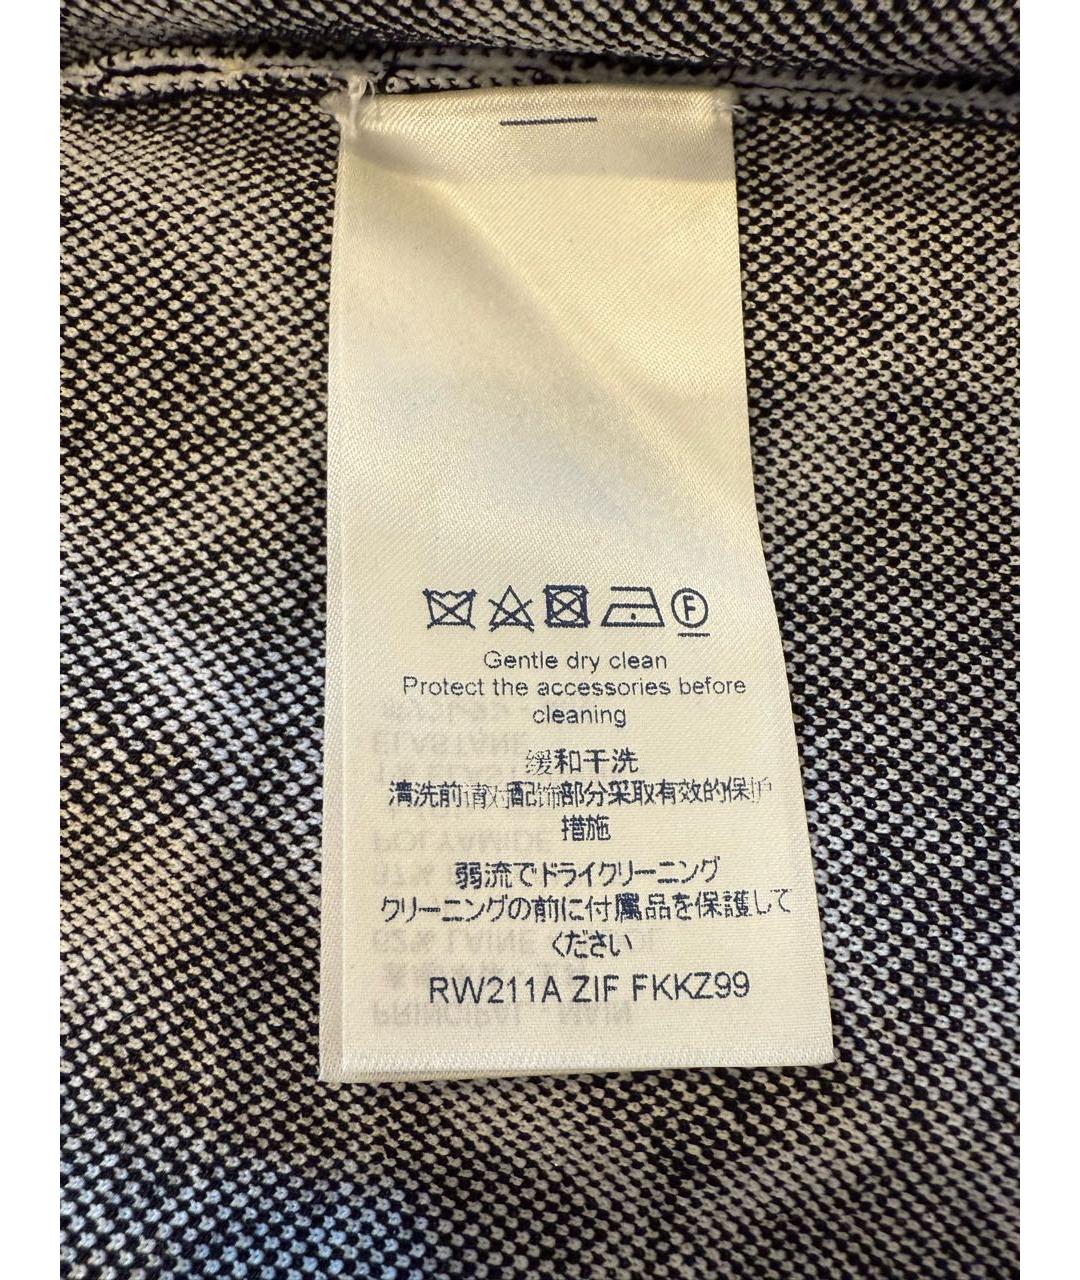 F
Gentle dry clean
Protect the accessories before
cleaning
缓和干洗
清洗前请对配饰部分采取有效的保护
措施
弱流でドライクリーニング
クリーニングの前に付属品を保護して
ください
RW211A ZIF FKKZ99